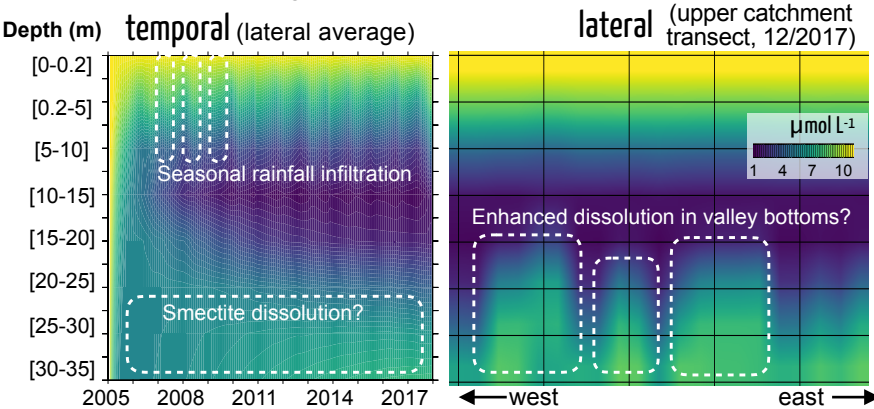 Depth (m)
temporal (lateral average)
[0-0.2]
[0.2-5]
[5-10]
[10-15]
[15-20]
[20-25]
[25-30]
[30-35]
Seasonal rainfall infiltration
Smectite dissolution?
2005 2008 2011 2014 2017
lateral (upper catchment
transect, 12/2017)
µmol L-1
1 4 7 10
Enhanced dissolution in valley bottoms?
west east